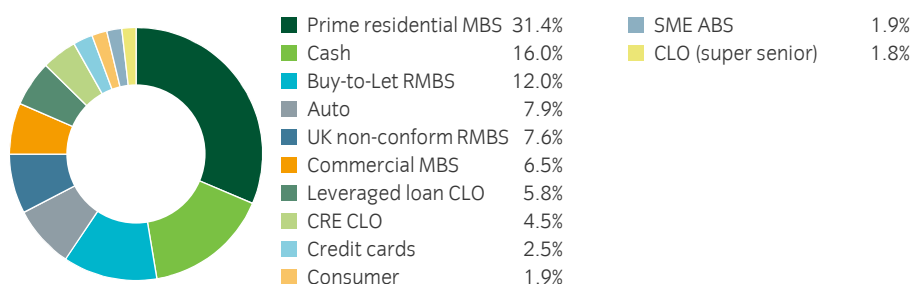 Prime residential MBS 31.4%
Cash 16.0%
Buy-to-Let RMBS 12.0%
Auto 7.9%
UK non-conform RMBS 7.6%
Commercial MBS 6.5%
Leveraged loan CLO 5.8%
CRE CLO 4.5%
Credit cards 2.5%
Consumer 1.9%
SME ABS 1.9%
CLO (super senior) 1.8%